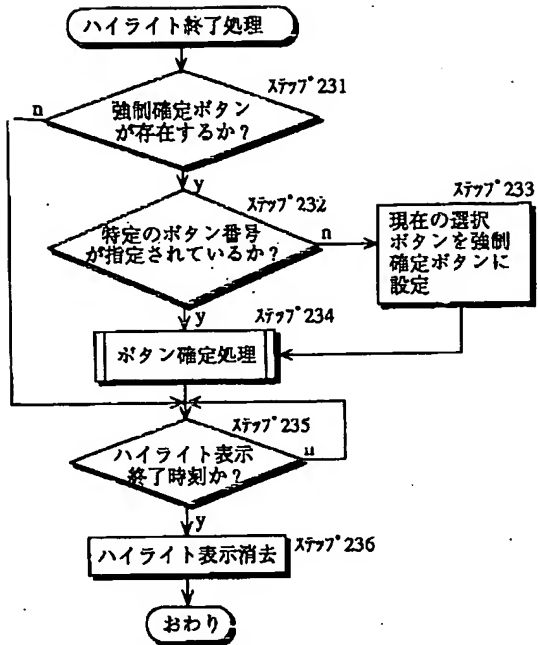 ハイライト終了処理
ステップ231
n
強制確定ボタン
が存在するか？
y
ステップ232
ステップ233
特定のボタン番号
が指定されているか？
n
現在の選択
ボタンを強制
確定ボタンに
設定
y
ステップ234
ボタン確定処理
ステップ235
ハイライト表示
終了時刻か？
n
y
ハイライト表示消去
ステップ236
おわり